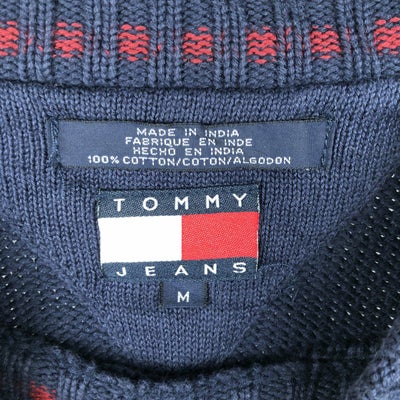 MADE IN INDIA
FABRIQUE EN INDE
HECHO EN INDIA
100% COTTON/COTON/ALGODON
TOMMY
JEANS
M